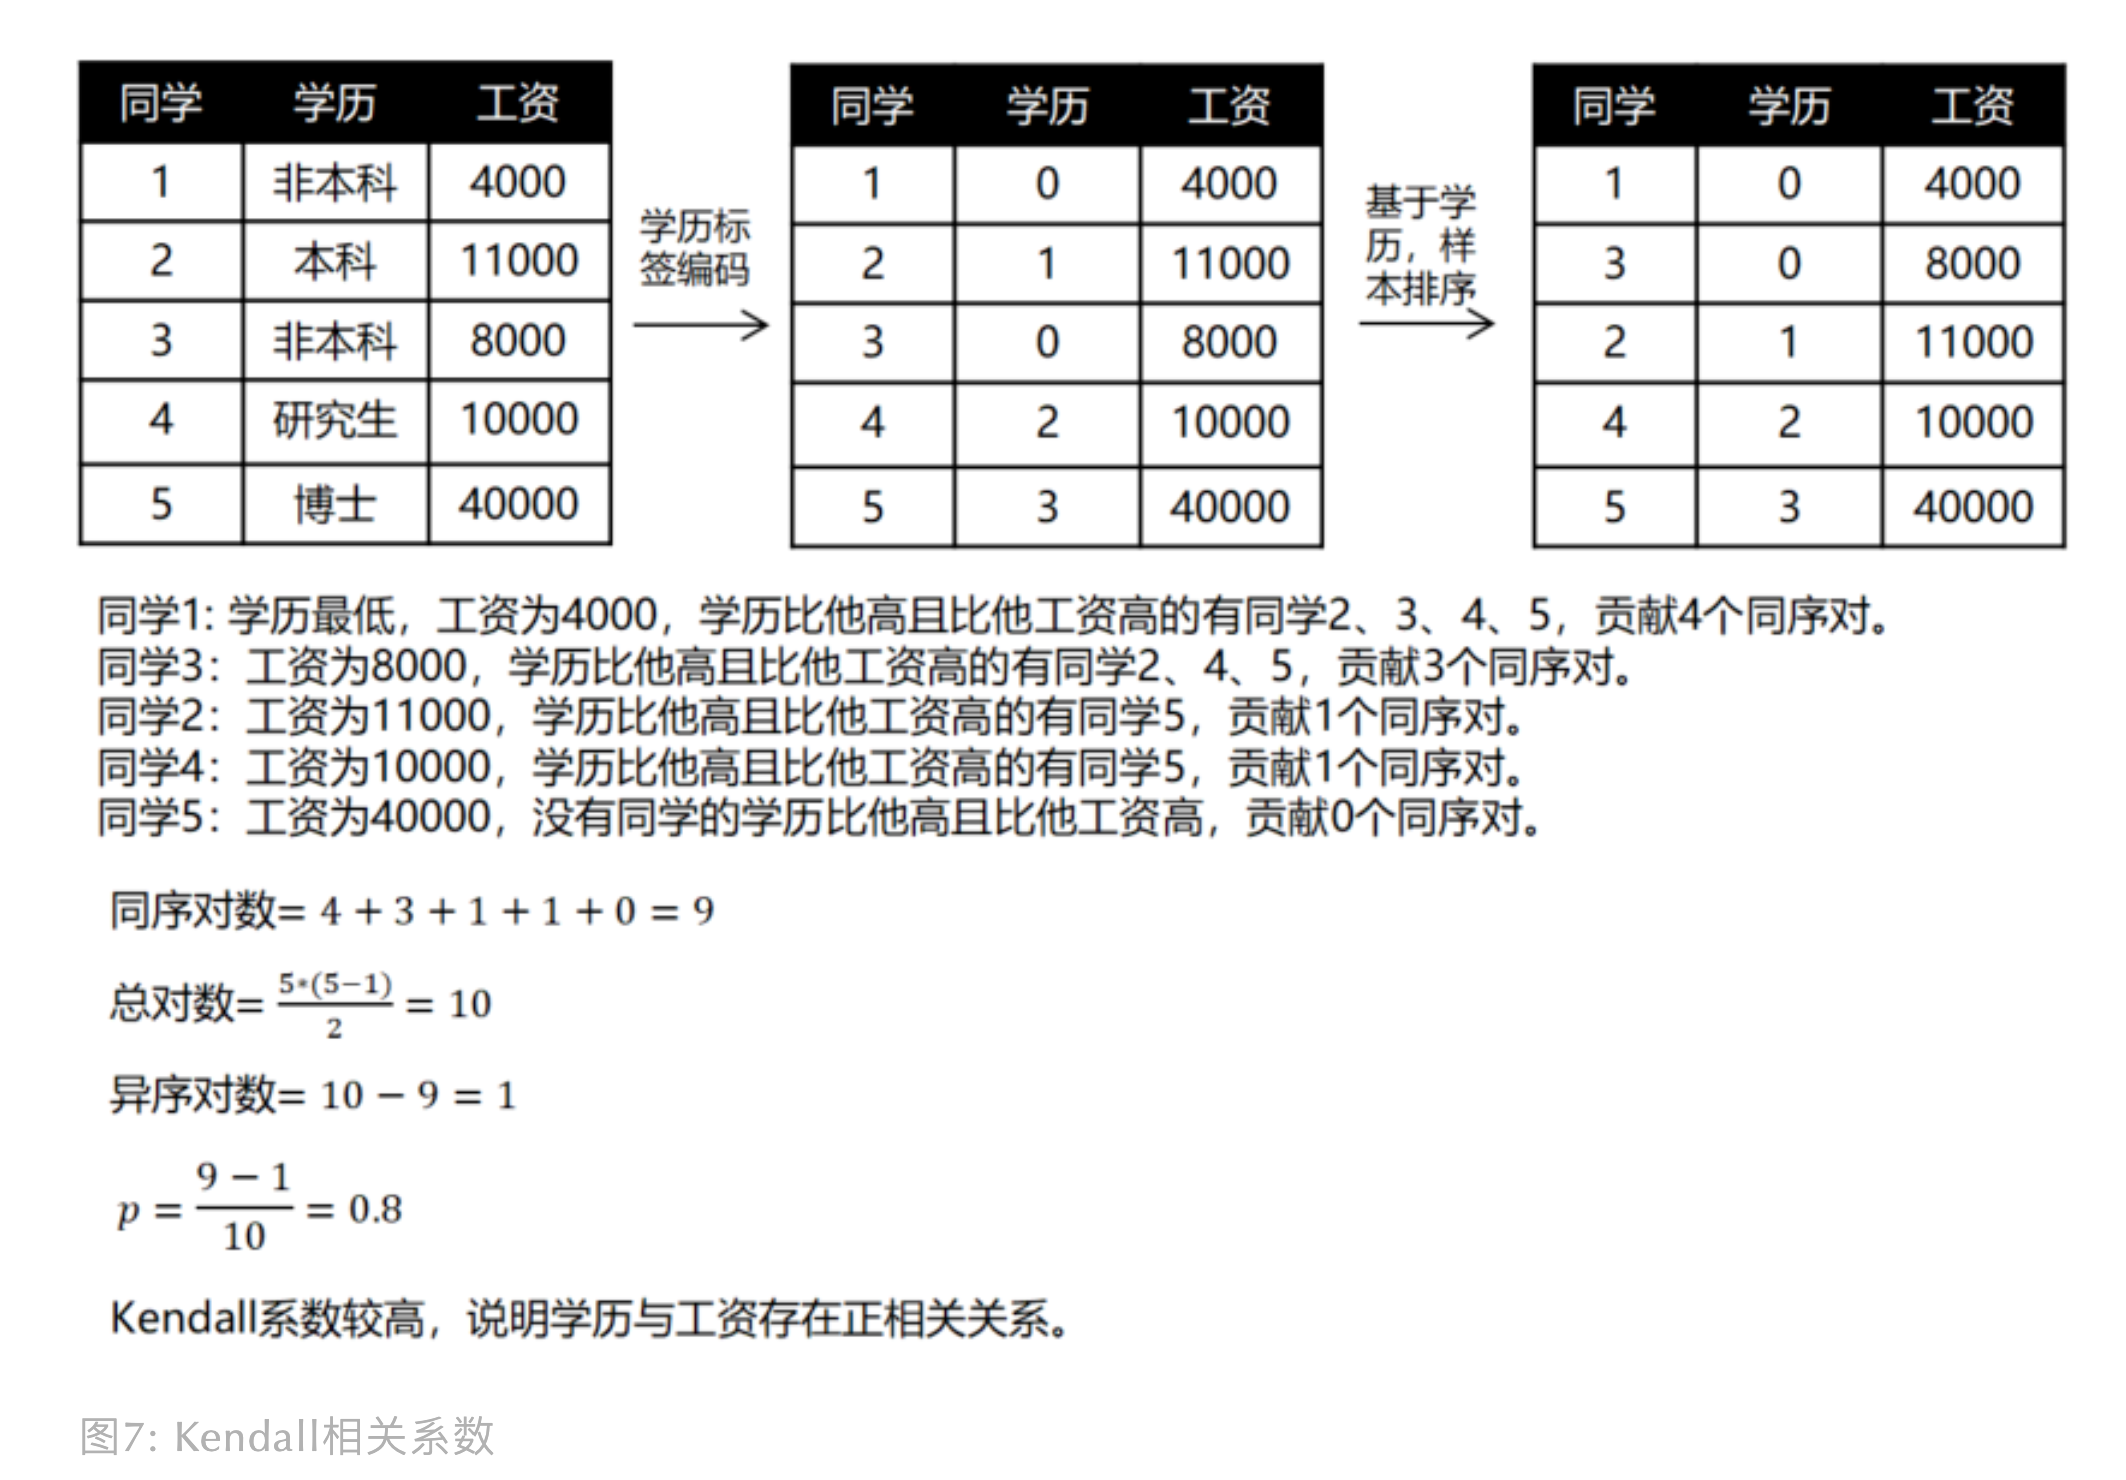 同学 学历 工资
1 非本科 4000
2 本科 11000
3 非本科 8000
4 研究生 10000
5 博士 40000
学历标
签编码
同学 学历 工资
1 0 4000
2 1 11000
3 0 8000
4 2 10000
5 3 40000
基于学
历，样
本排序
同学 学历 工资
1 0 4000
3 0 8000
2 1 11000
4 2 10000
5 3 40000
同学1: 学历最低，工资为4000，学历比他高且比他工资高的有同学2、3、4、5，贡献4个同序对。
同学3：工资为8000，学历比他高且比他工资高的有同学2、4、5，贡献3个同序对。
同学2：工资为11000，学历比他高且比他工资高的有同学5，贡献1个同序对。
同学4：工资为10000，学历比他高且比他工资高的有同学5，贡献1个同序对。
同学5：工资为40000，没有同学的学历比他高且比他工资高，贡献0个同序对。
同序对数= 4 + 3 + 1 + 1 + 0 = 9
总对数= 5*(5−1)/2 = 10
异序对数= 10 − 9 = 1
p = (9 − 1)/10 = 0.8
Kendall系数较高，说明学历与工资存在正相关关系。
图7: Kendall相关系数